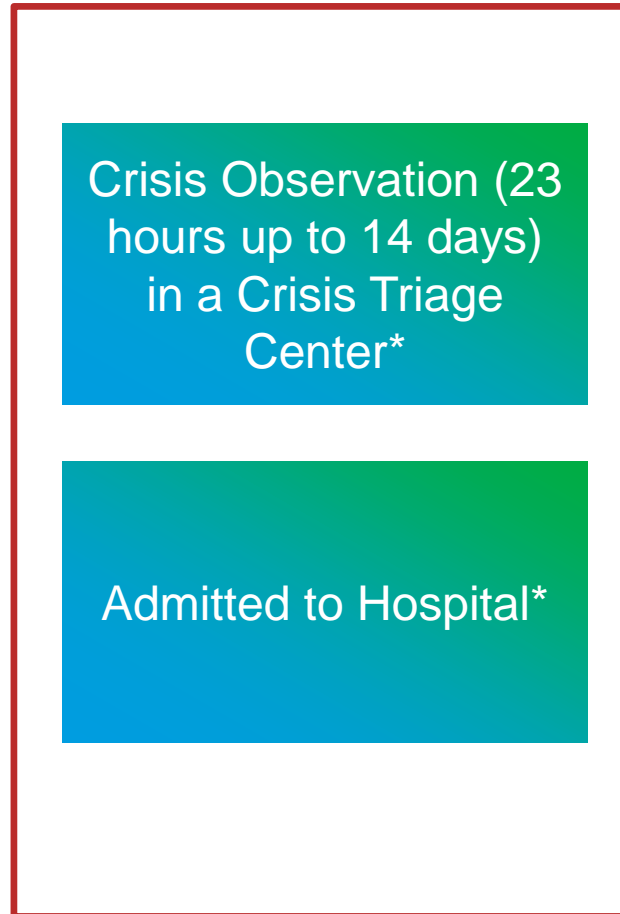 Crisis Observation (23
hours up to 14 days)
in a Crisis Triage
Center*
Admitted to Hospital*